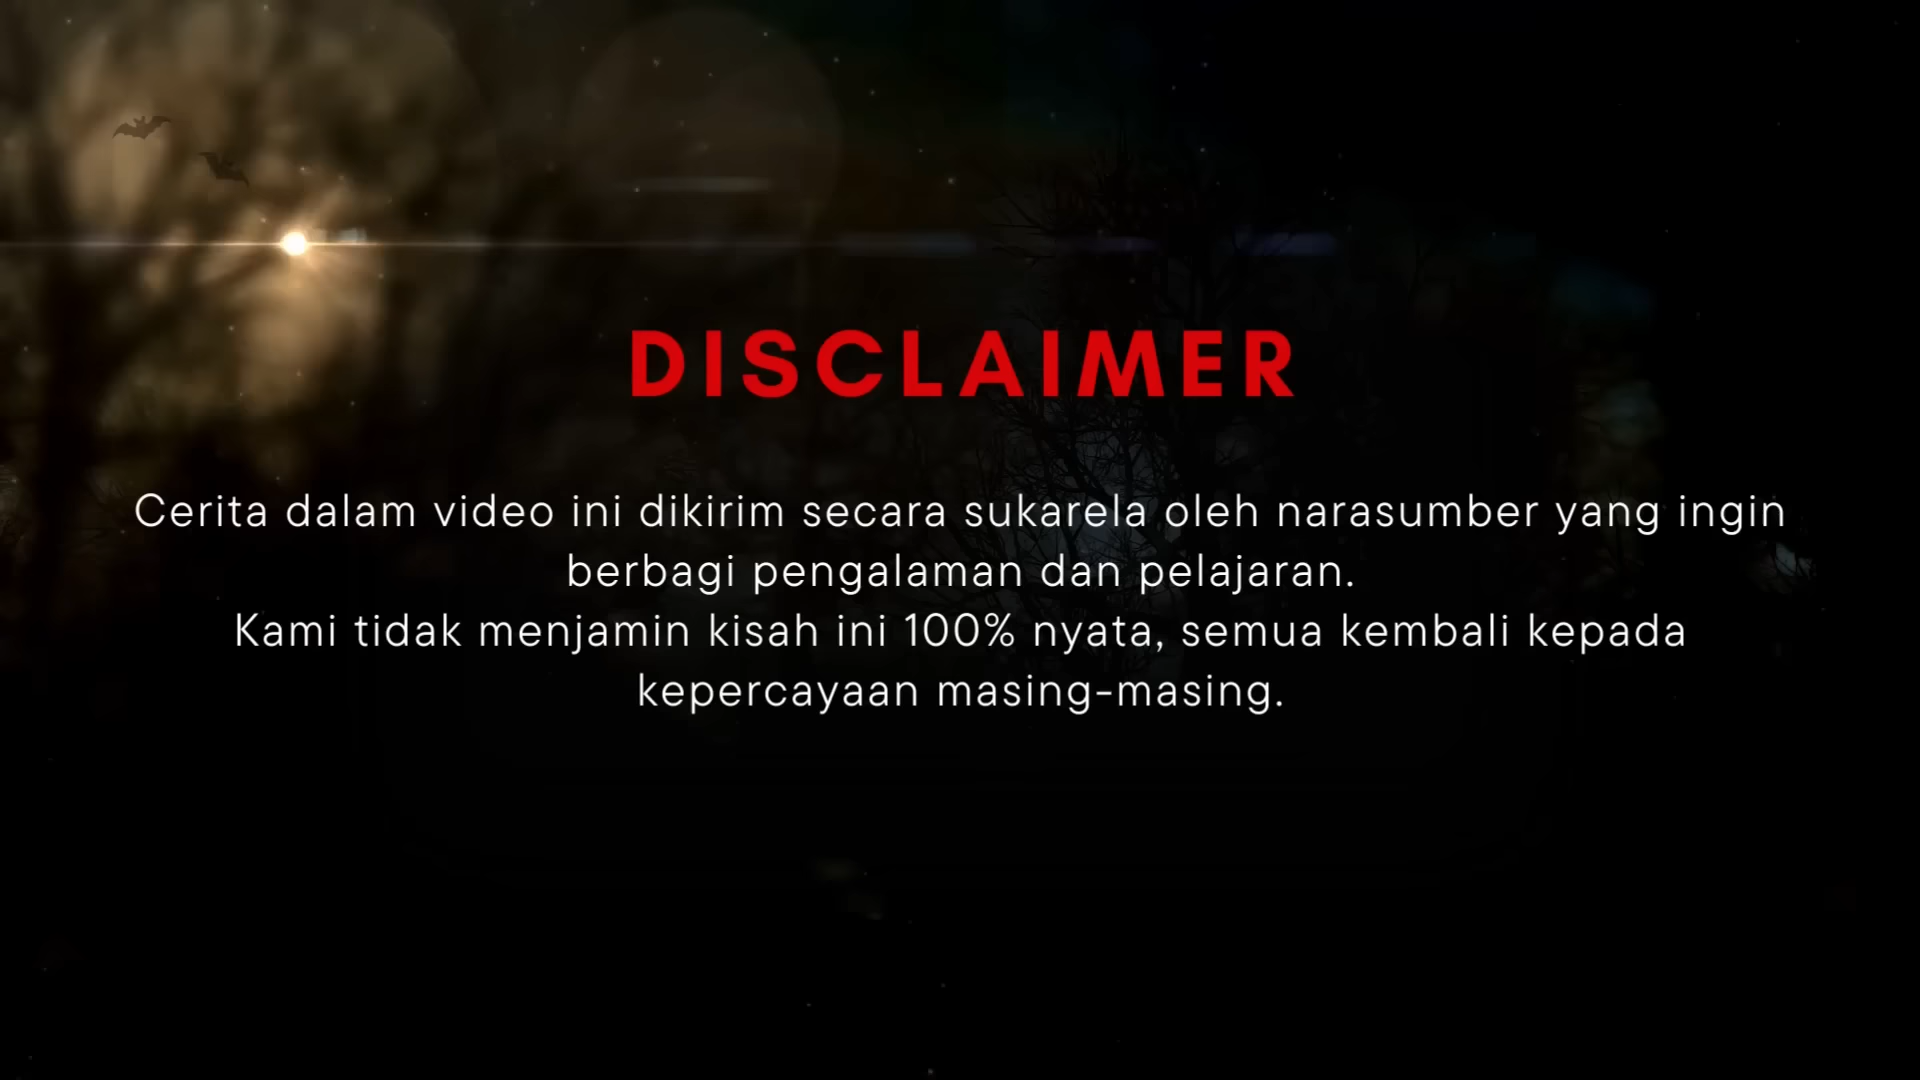 DISCLAIMER
Cerita dalam video ini dikirim secara sukarela oleh narasumber yang ingin
berbagi pengalaman dan pelajaran.
Kami tidak menjamin kisah ini 100% nyata, semua kembali kepada
kepercayaan masing-masing.